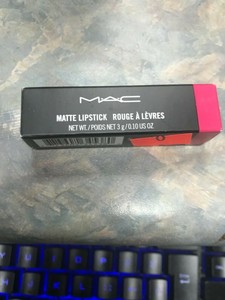 MAC
MATTE LIPSTICK ROUGE À LÈVRES
NET WT./POIDS NET 3 g/0.10 US OZ.